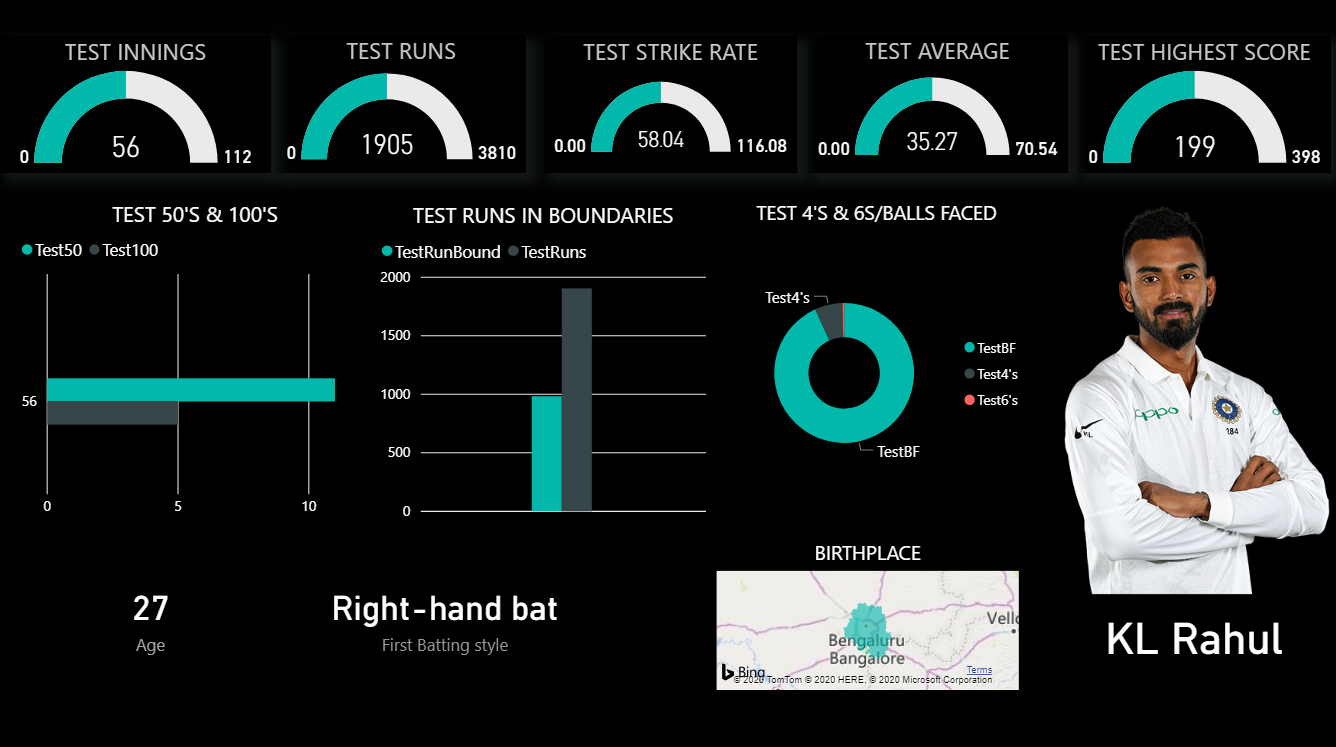 TEST INNINGS
56
0
112
TEST RUNS
1905
0
3810
TEST STRIKE RATE
58.04
0.00
116.08
TEST AVERAGE
35.27
0.00
70.54
TEST HIGHEST SCORE
199
0
398
TEST 50'S & 100'S
Test50 Test100
56
0 5 10
TEST RUNS IN BOUNDARIES
TestRunBound TestRuns
2000
1500
1000
500
0
TEST 4'S & 6S/BALLS FACED
Test4's
TestBF
TestBF
Test4's
Test6's
oppo
KL
184
27
Age
Right-hand bat
First Batting style
BIRTHPLACE
Bengaluru
Bangalore
Vello
Bing
Terms
© 2020 TomTom © 2020 HERE, © 2020 Microsoft Corporation
KL Rahul